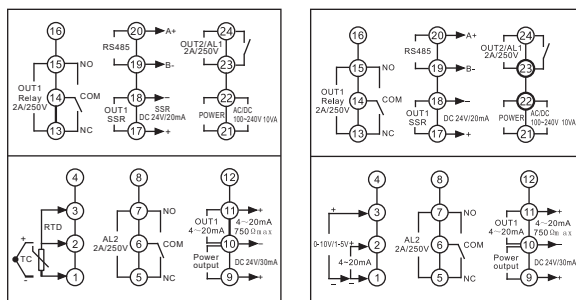 16
20 A+
24
RS485
OUT2/AL1
2A/250V
15 NO
19 B-
23
OUT1
Relay
2A/250V
14 COM
18 −
SSR
22
OUT1
SSR
DC 24V/20mA
POWER
AC/DC
100~240V 10VA
13 NC
17 +
21
4
8
12
3
7 NO
11 +
RTD
OUT1
4~20mA
4~20mA
750Ωmax
+
TC
−
2
AL2
2A/250V
6 COM
10 −
Power
output
DC 24V/30mA
1
5 NC
9 +
16
20 A+
24
RS485
OUT2/AL1
2A/250V
15 NO
19 B-
23
OUT1
Relay
2A/250V
14 COM
18 −
22
OUT1
SSR
DC 24V/20mA
POWER
AC/DC
100~240V 10VA
13 NC
17 +
21
4
8
12
+
3
7 NO
11 +
OUT1
4~20mA
4~20mA
750Ωmax
0-10V/1-5V
+
2
AL2
2A/250V
6 COM
10 −
4~20mA
Power
output
DC 24V/30mA
− −
1
5 NC
9 +